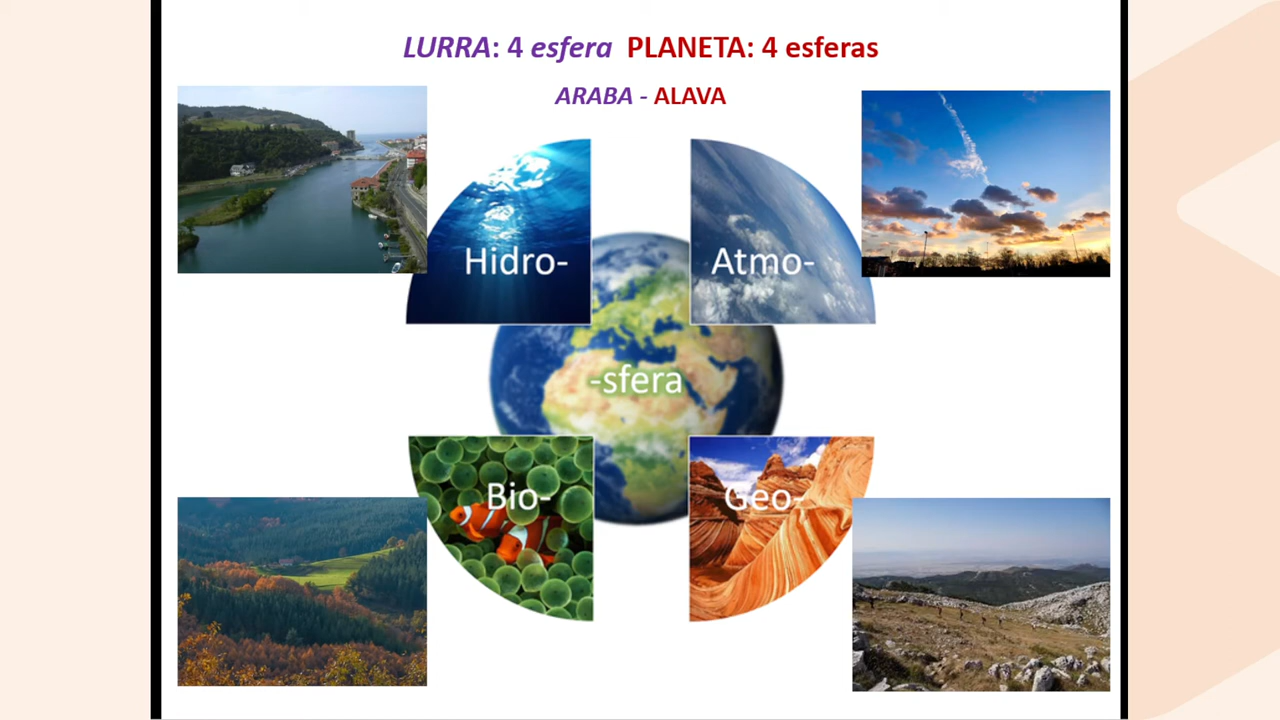 LURRA: 4 esfera PLANETA: 4 esferas
ARABA - ALAVA
Hidro-
Atmo-
-sfera
Bio-
Geo-